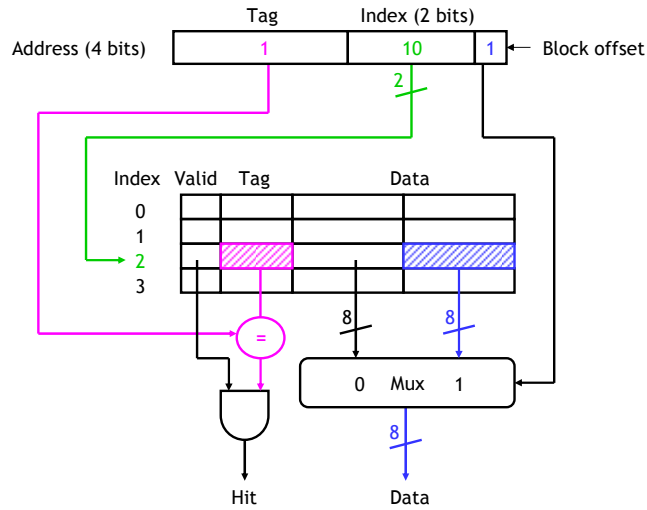 Tag Index (2 bits)
Address (4 bits) 1 10 1 Block offset
2
Index Valid Tag Data
0
1
2
3
8 8
=
0 Mux 1
8
Hit Data